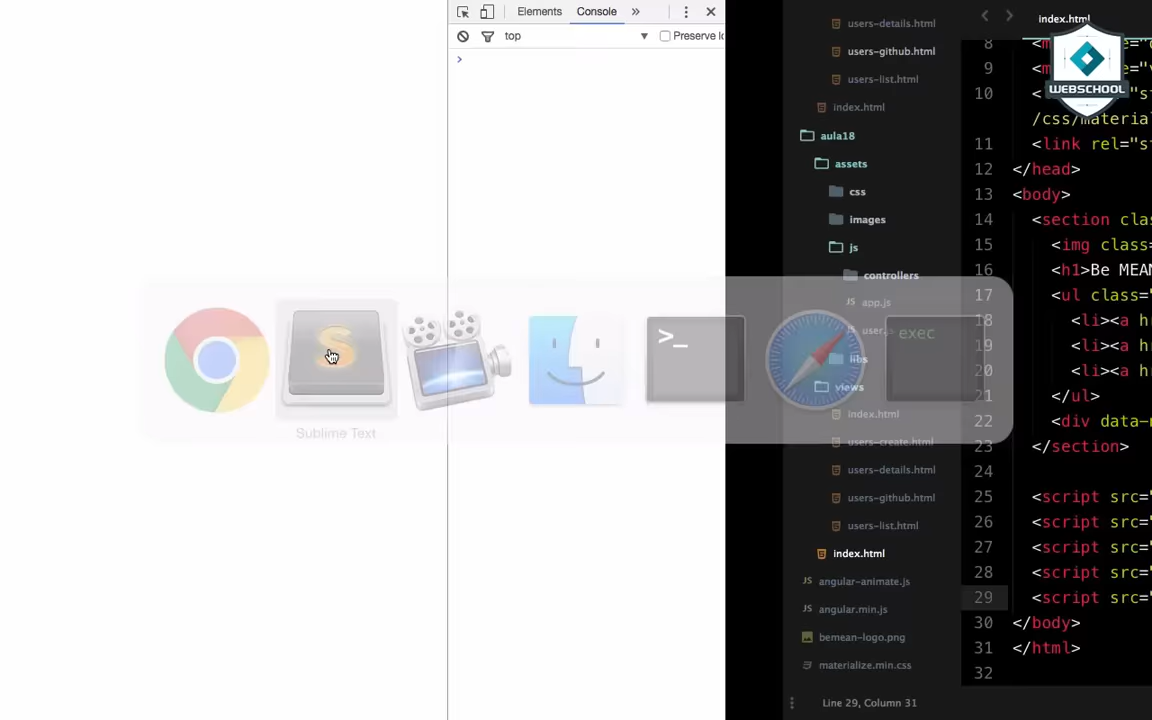 Elements Console »
top ▼ Preserve lo
>
Sublime Text
>_
exec
users-details.html
users-github.html
users-list.html
index.html
aula18
assets
css
images
js
controllers
JS app.js
libs
views
index.html
users-create.html
users-details.html
users-github.html
users-list.html
index.html
JS angular-animate.js
JS angular.min.js
bemean-logo.png
materialize.min.css
index.html
WEBSCHOOL
8
9
10
/css/materia
11 <link rel="st
12 </head>
13 <body>
14 <section clas
15 <img class=
16 <h1>Be MEAN
17 <ul class="
18 <li><a h
19 <li><a h
20 <li><a h
21 </ul>
22 <div data-n
23 </section>
24
25 <script src="
26 <script src="
27 <script src="
28 <script src="
29 <script src="
30 </body>
31 </html>
32
Line 29, Column 31